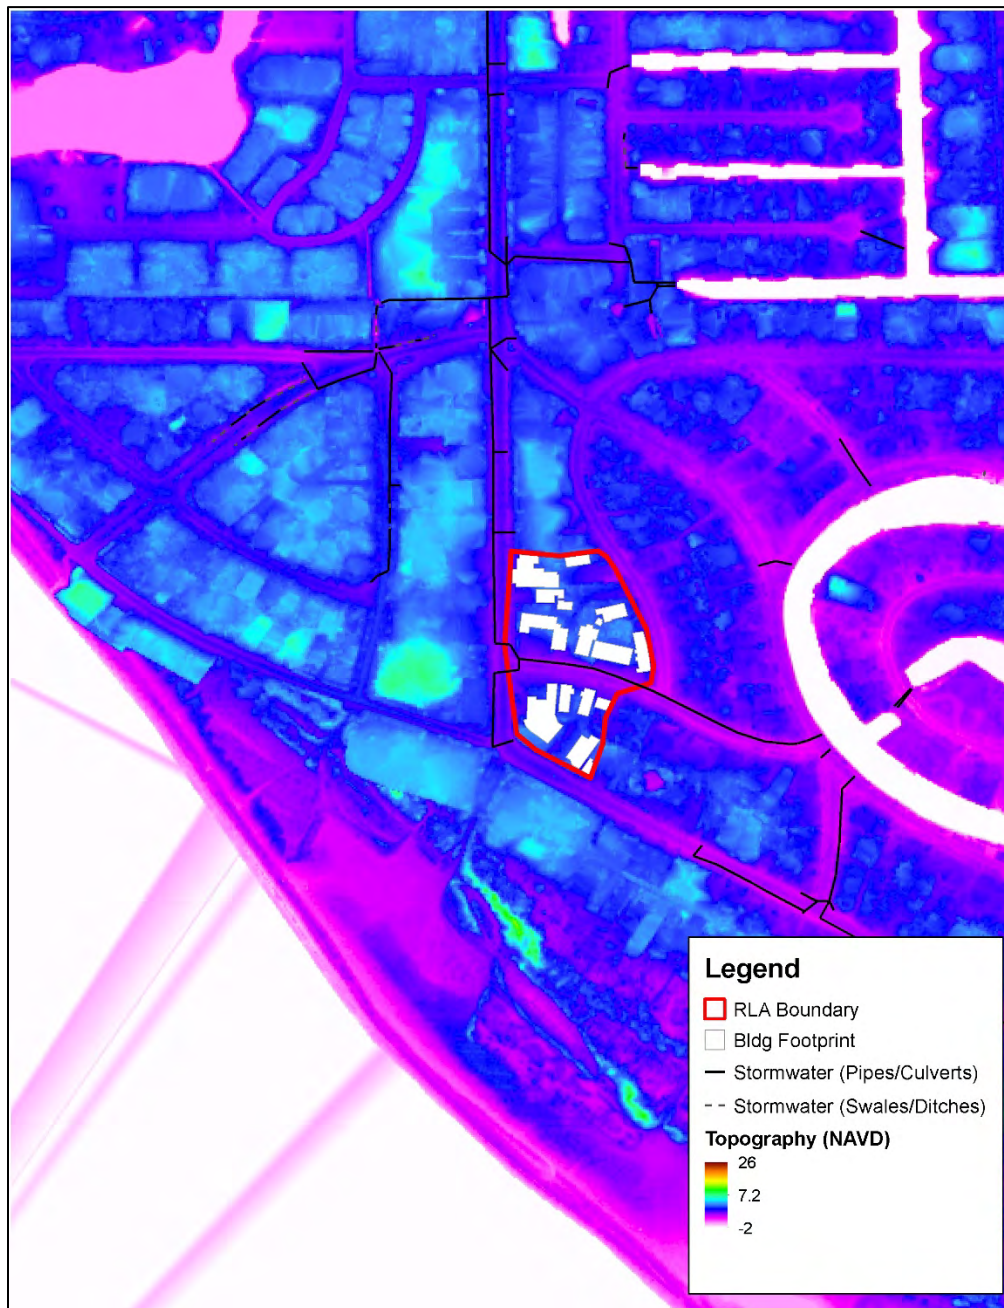 Legend
RLA Boundary
Bldg Footprint
Stormwater (Pipes/Culverts)
Stormwater (Swales/Ditches)
Topography (NAVD)
26
7.2
-2